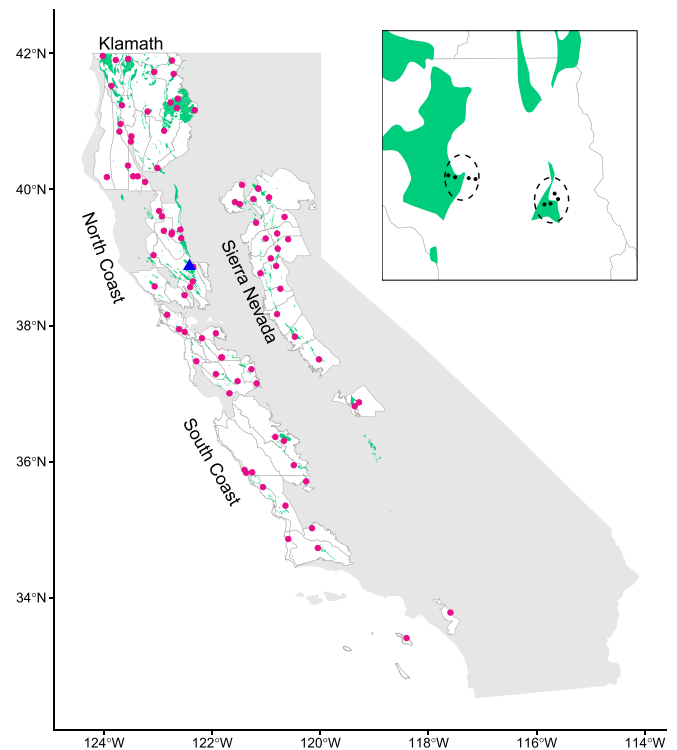 Klamath
42°N
40°N
North Coast
Sierra Nevada
38°N
South Coast
36°N
34°N
124°W
122°W
120°W
118°W
116°W
114°W